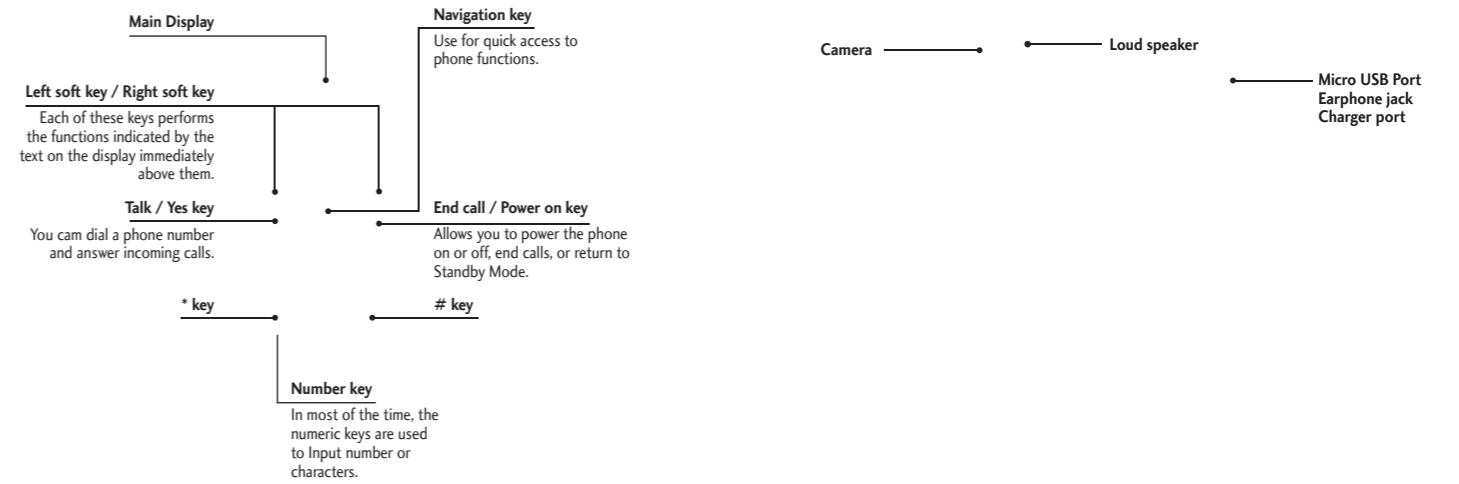 Main Display
Left soft key / Right soft key
Each of these keys performs
the functions indicated by the
text on the display immediately
above them.
Talk / Yes key
You cam dial a phone number
and answer incoming calls.
* key
Navigation key
Use for quick access to
phone functions.
End call / Power on key
Allows you to power the phone
on or off, end calls, or return to
Standby Mode.
# key
Number key
In most of the time, the
numeric keys are used
to Input number or
characters.
Camera
Loud speaker
Micro USB Port
Earphone jack
Charger port